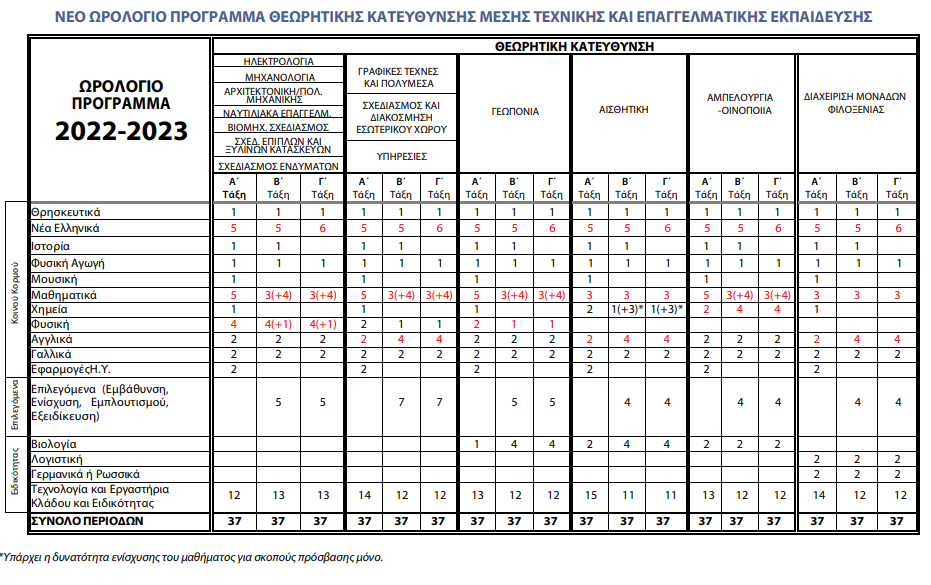 ΝΕΟ ΩΡΟΛΟΓΙΟ ΠΡΟΓΡΑΜΜΑ ΘΕΩΡΗΤΙΚΗΣ ΚΑΤΕΥΘΥΝΣΗΣ ΜΕΣΗΣ ΤΕΧΝΙΚΗΣ ΚΑΙ ΕΠΑΓΓΕΛΜΑΤΙΚΗΣ ΕΚΠΑΙΔΕΥΣΗΣ
ΩΡΟΛΟΓΙΟ
ΠΡΟΓΡΑΜΜΑ
2022-2023
ΘΕΩΡΗΤΙΚΗ ΚΑΤΕΥΘΥΝΣΗ
ΗΛΕΚΤΡΟΛΟΓΙΑ
ΜΗΧΑΝΟΛΟΓΙΑ
ΑΡΧΙΤΕΚΤΟΝΙΚΗ/ΠΟΛ.
ΜΗΧΑΝΙΚΗΣ
ΝΑΥΤΙΛΙΑΚΑ ΕΠΑΓΓΕΛΜ.
ΒΙΟΜΗΧ. ΣΧΕΔΙΑΣΜΟΣ
ΣΧΕΔ. ΕΠΙΠΛΩΝ ΚΑΙ
ΞΥΛΙΝΩΝ ΚΑΤΑΣΚΕΥΩΝ
ΣΧΕΔΙΑΣΜΟΣ ΕΝΔΥΜΑΤΩΝ
ΓΡΑΦΙΚΕΣ ΤΕΧΝΕΣ
ΚΑΙ ΠΟΛΥΜΕΣΑ
ΣΧΕΔΙΑΣΜΟΣ ΚΑΙ
ΔΙΑΚΟΣΜΗΣΗ
ΕΣΩΤΕΡΙΚΟΥ ΧΩΡΟΥ
ΥΠΗΡΕΣΙΕΣ
ΓΕΩΠΟΝΙΑ
ΑΙΣΘΗΤΙΚΗ
ΑΜΠΕΛΟΥΡΓΙΑ
-ΟΙΝΟΠΟΙΙΑ
ΔΙΑΧΕΙΡΙΣΗ ΜΟΝΑΔΩΝ
ΦΙΛΟΞΕΝΙΑΣ
Α΄ Β΄ Γ΄ Α΄ Β΄ Γ΄ Α΄ Β΄ Γ΄ Α΄ Β΄ Γ΄ Α΄ Β΄ Γ΄ Α΄ Β΄ Γ΄
Τάξη Τάξη Τάξη Τάξη Τάξη Τάξη Τάξη Τάξη Τάξη Τάξη Τάξη Τάξη Τάξη Τάξη Τάξη Τάξη Τάξη Τάξη
Κοινού Κορμού
Θρησκευτικά 1 1 1 1 1 1 1 1 1 1 1 1 1 1 1 1 1 1
Νέα Ελληνικά 5 5 6 5 5 6 5 5 6 5 5 6 5 5 6 5 5 6
Ιστορία 1 1 1 1 1 1 1 1 1 1 1 1
Φυσική Αγωγή 1 1 1 1 1 1 1 1 1 1 1 1 1 1 1 1 1 1
Μουσική 1 1 1 1 1 1
Μαθηματικά 5 3(+4) 3(+4) 5 3(+4) 3(+4) 5 3(+4) 3(+4) 3 3 3 5 3(+4) 3(+4) 3 3 3
Χημεία 1 1 1 2 1(+3)* 1(+3)* 2 4 4 1
Φυσική 4 4(+1) 4(+1) 2 1 1 2 1 1
Αγγλικά 2 2 2 2 4 4 2 2 2 2 4 4 2 2 2 2 4 4
Γαλλικά 2 2 2 2 2 2 2 2 2 2 2 2 2 2 2 2 2 2
ΕφαρμογέςΗ.Υ. 2 2 2 2 2 2
Επιλεγόμενα
Επιλεγόμενα (Εμβάθυνση,
Ενίσχυση, Εμπλουτισμού,
Εξειδίκευση)
5 5 7 7 5 5 4 4 4 4 4 4
Ειδικότητας
Βιολογία 1 4 4 2 4 4 2 2 2
Λογιστική 2 2 2
Γερμανικά ή Ρωσσικά 2 2 2
Τεχνολογία και Εργαστήρια
Κλάδου και Ειδικότητας
12 13 13 14 12 12 13 12 12 15 11 11 13 12 12 14 12 12
ΣΥΝΟΛΟ ΠΕΡΙΟΔΩΝ 37 37 37 37 37 37 37 37 37 37 37 37 37 37 37 37 37 37
*Υπάρχει η δυνατότητα ενίσχυσης του μαθήματος για σκοπούς πρόσβασης μόνο.